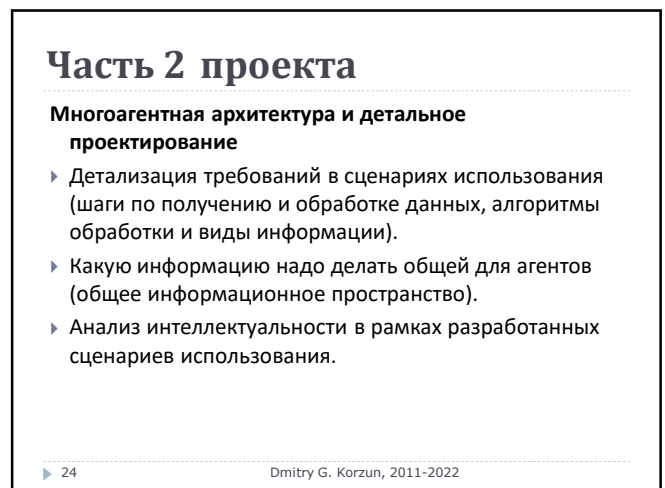 Часть 2 проекта
Многоагентная архитектура и детальное
проектирование
Детализация требований в сценариях использования
(шаги по получению и обработке данных, алгоритмы
обработки и виды информации).
Какую информацию надо делать общей для агентов
(общее информационное пространство).
Анализ интеллектуальности в рамках разработанных
сценариев использования.
24 Dmitry G. Korzun, 2011-2022